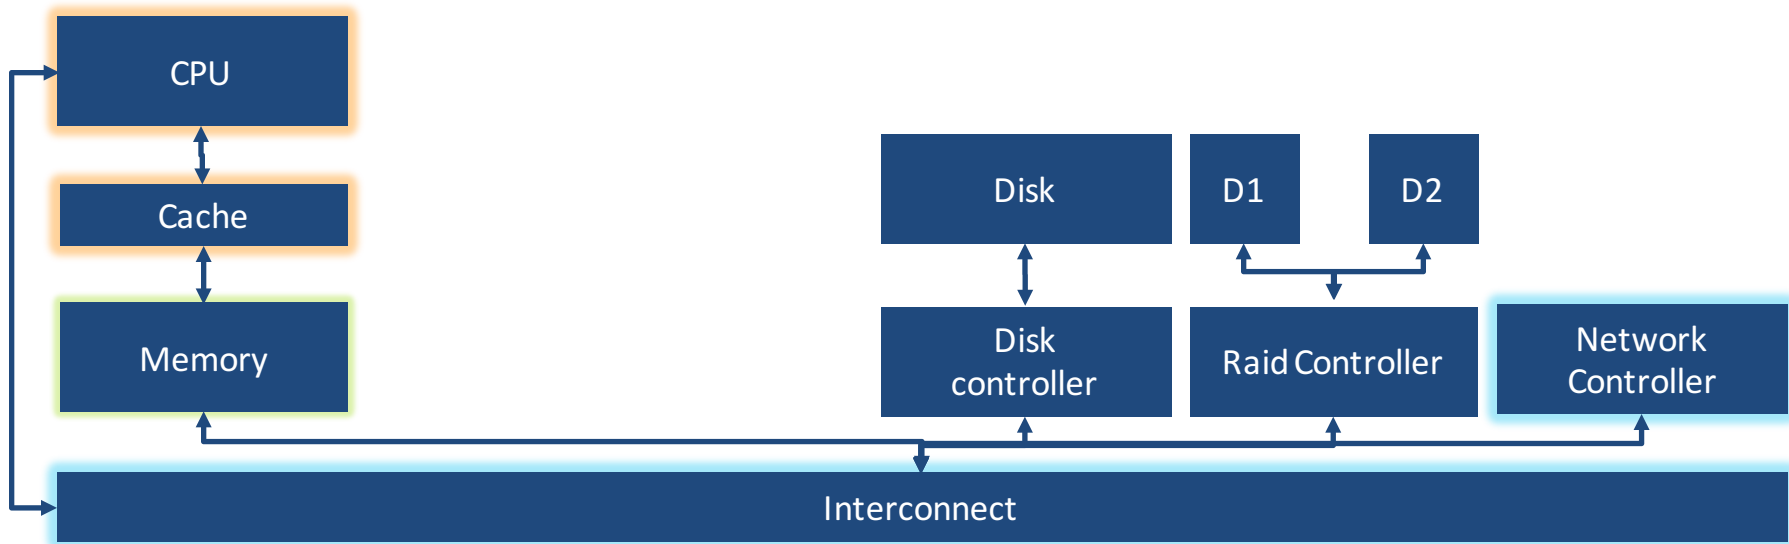 CPU
Cache
Memory
Disk
D1
D2
Disk
controller
Raid Controller
Network
Controller
Interconnect